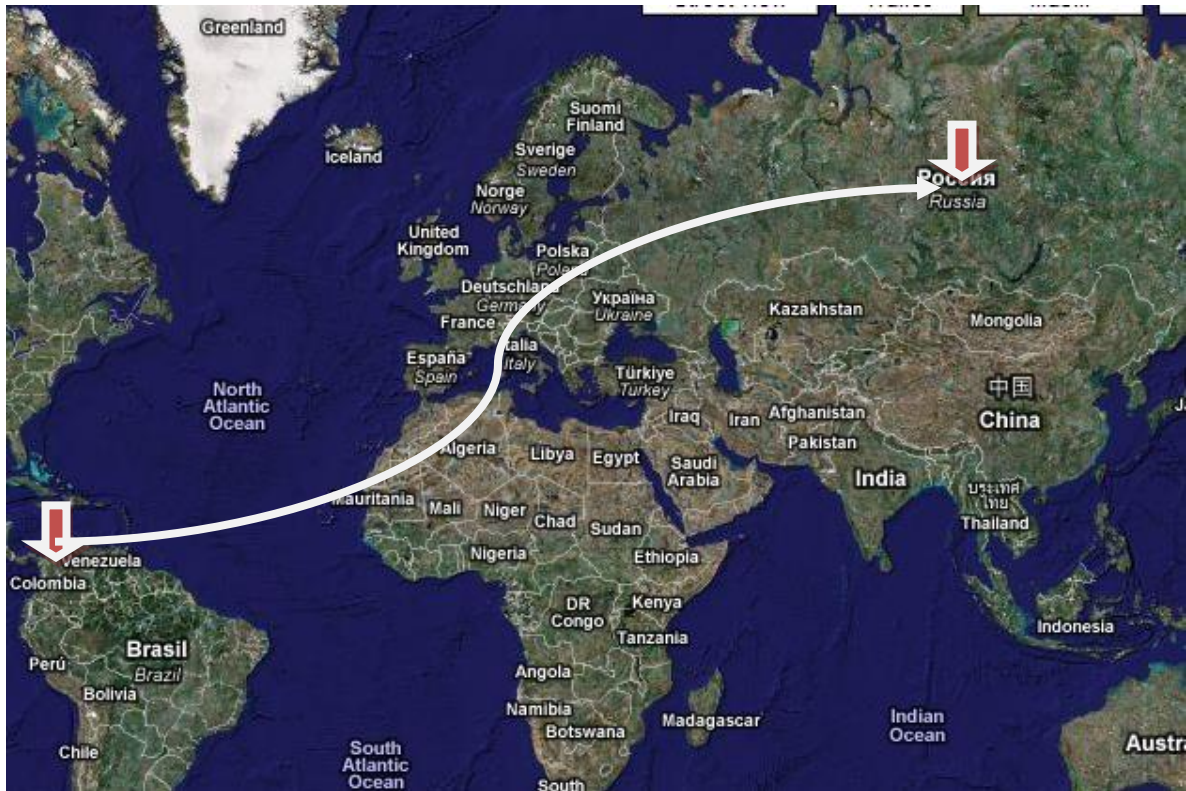 Greenland
Iceland
Suomi
Finland
Sverige
Sweden
Norge
Norway
United
Kingdom
Polska
Poland
Deutschland
Germany
Україна
Ukraine
France
Italia
Italy
España
Spain
Türkiye
Turkey
Россия
Russia
Kazakhstan
Mongolia
中国
China
North
Atlantic
Ocean
Iraq
Iran
Afghanistan
Pakistan
Algeria
Libya
Egypt
Saudi
Arabia
India
ประเทศ
ไทย
Thailand
Mauritania
Mali
Niger
Chad
Sudan
Nigeria
Ethiopia
Venezuela
Colombia
DR
Congo
Kenya
Tanzania
Indonesia
Brasil
Brazil
Perú
Bolivia
Angola
Namibia
Botswana
Madagascar
Indian
Ocean
Chile
South
Atlantic
Ocean
South
Austra